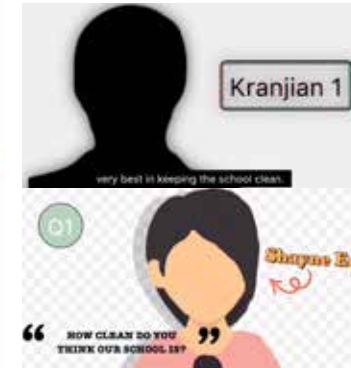 Kranjian 1
very best in keeping the school clean.
Q1
Shayne E
“ HOW CLEAN DO YOU ”
THINK OUR SCHOOL IS?